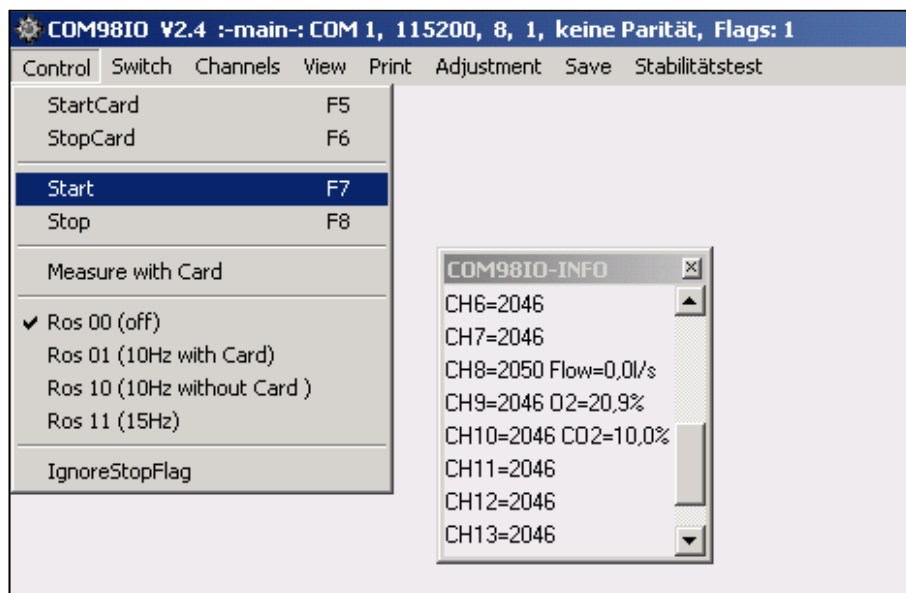 COM98IO V2.4 :-main-: COM 1, 115200, 8, 1, keine Parität, Flags: 1
Control Switch Channels View Print Adjustment Save Stabilitätstest
StartCard F5
StopCard F6
Start F7
Stop F8
Measure with Card
Ros 00 (off)
Ros 01 (10Hz with Card)
Ros 10 (10Hz without Card )
Ros 11 (15Hz)
IgnoreStopFlag
COM98IO-INFO
CH6=2046
CH7=2046
CH8=2050 Flow=0,0l/s
CH9=2046 O2=20,9%
CH10=2046 CO2=10,0%
CH11=2046
CH12=2046
CH13=2046